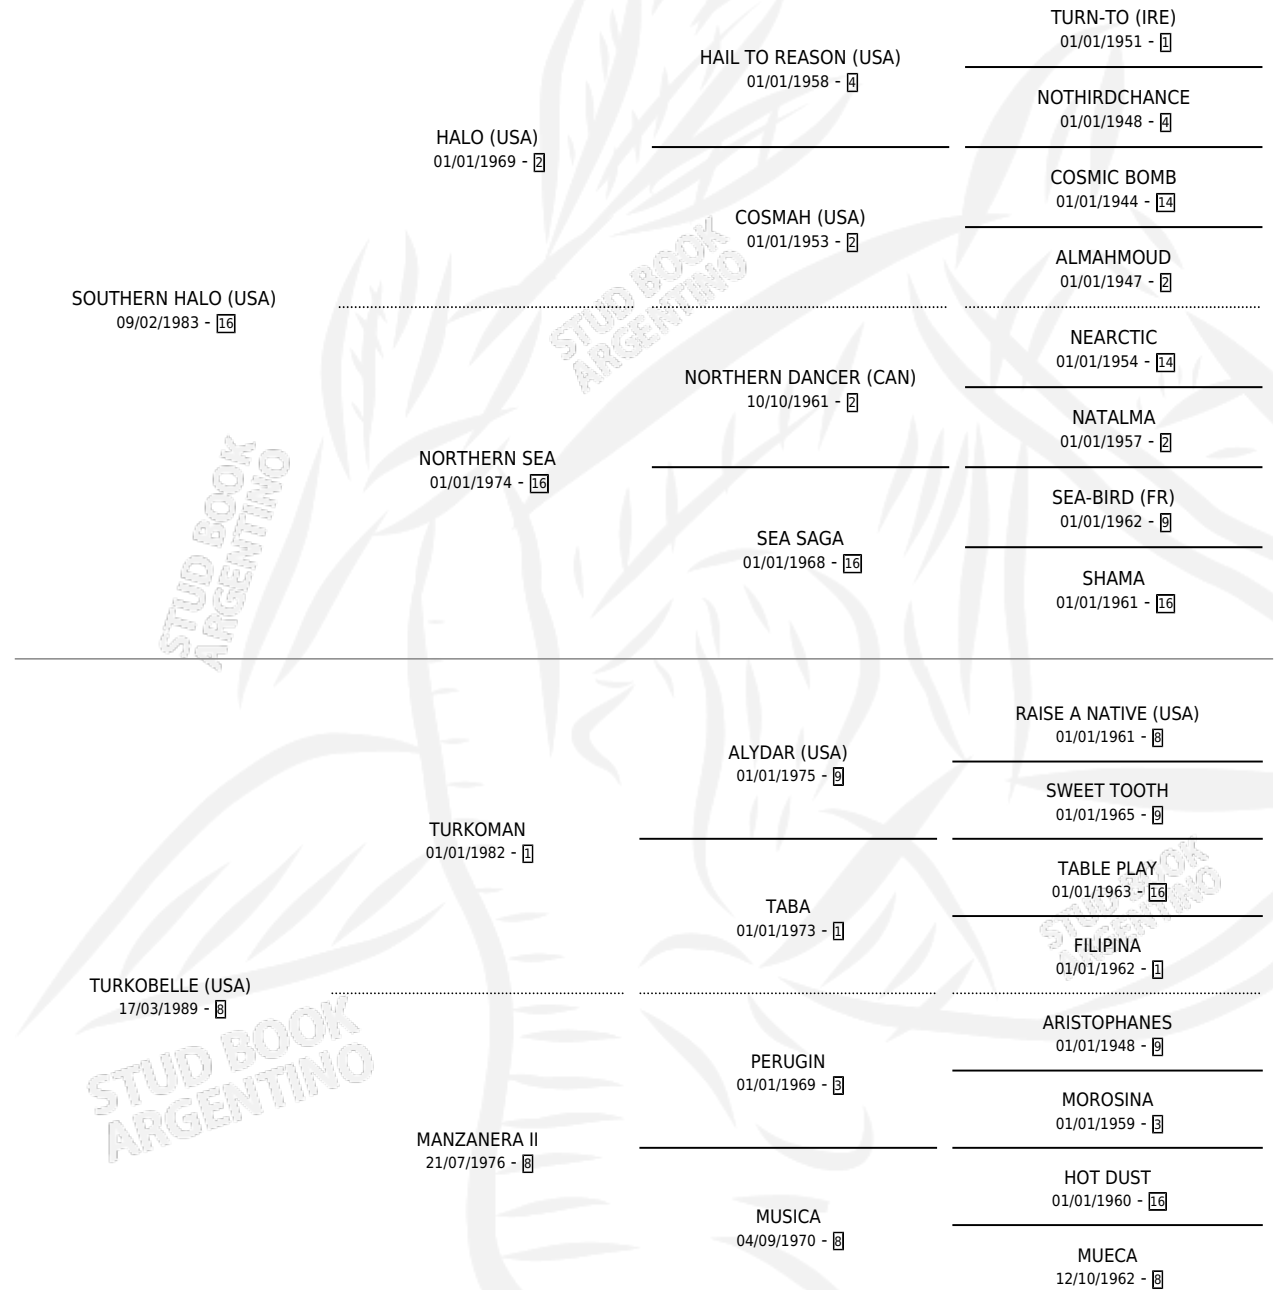 TURN-TO (IRE)
01/01/1951 - 1
HAIL TO REASON (USA)
01/01/1958 - 4
NOTHIRDCHANCE
01/01/1948 - 4
HALO (USA)
01/01/1969 - 2
COSMIC BOMB
01/01/1944 - 14
COSMAH (USA)
01/01/1953 - 2
ALMAHMOUD
01/01/1947 - 2
SOUTHERN HALO (USA)
09/02/1983 - 16
NEARCTIC
01/01/1954 - 14
NORTHERN DANCER (CAN)
10/10/1961 - 2
NATALMA
01/01/1957 - 2
NORTHERN SEA
01/01/1974 - 16
SEA-BIRD (FR)
01/01/1962 - 9
SEA SAGA
01/01/1968 - 16
SHAMA
01/01/1961 - 16
STUD BOOK
ARGENTINO
STUD BOOK
ARGENTINO
RAISE A NATIVE (USA)
01/01/1961 - 8
ALYDAR (USA)
01/01/1975 - 9
SWEET TOOTH
01/01/1965 - 9
TURKOMAN
01/01/1982 - 1
TABLE PLAY
01/01/1963 - 16
TABA
01/01/1973 - 1
FILIPINA
01/01/1962 - 1
TURKOBELLE (USA)
17/03/1989 - 8
ARISTOPHANES
01/01/1948 - 9
PERUGIN
01/01/1969 - 3
MOROSINA
01/01/1959 - 3
MANZANERA II
21/07/1976 - 8
HOT DUST
01/01/1960 - 16
MUSICA
04/09/1970 - 8
MUECA
12/10/1962 - 8
STUD BOOK
ARGENTINO
STUD BOOK
ARGENTINO